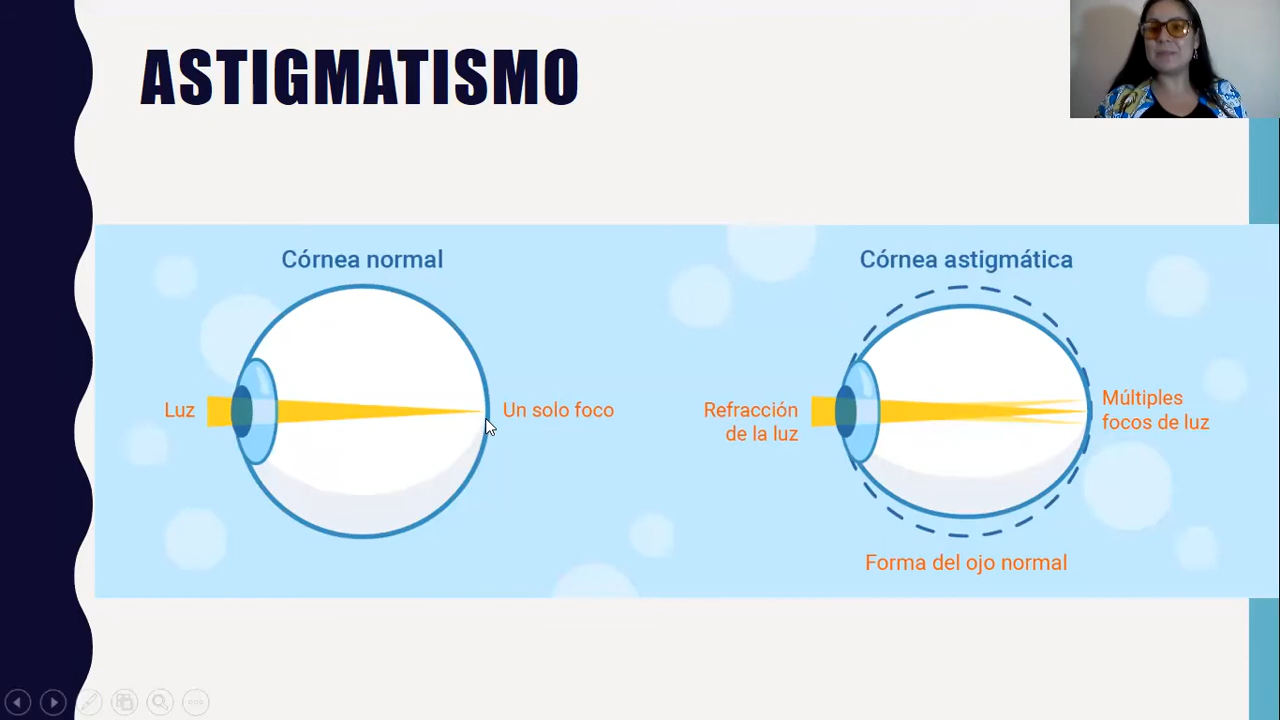 ASTIGMATISMO
Córnea normal
Luz
Un solo foco
Córnea astigmática
Refracción
de la luz
Múltiples
focos de luz
Forma del ojo normal